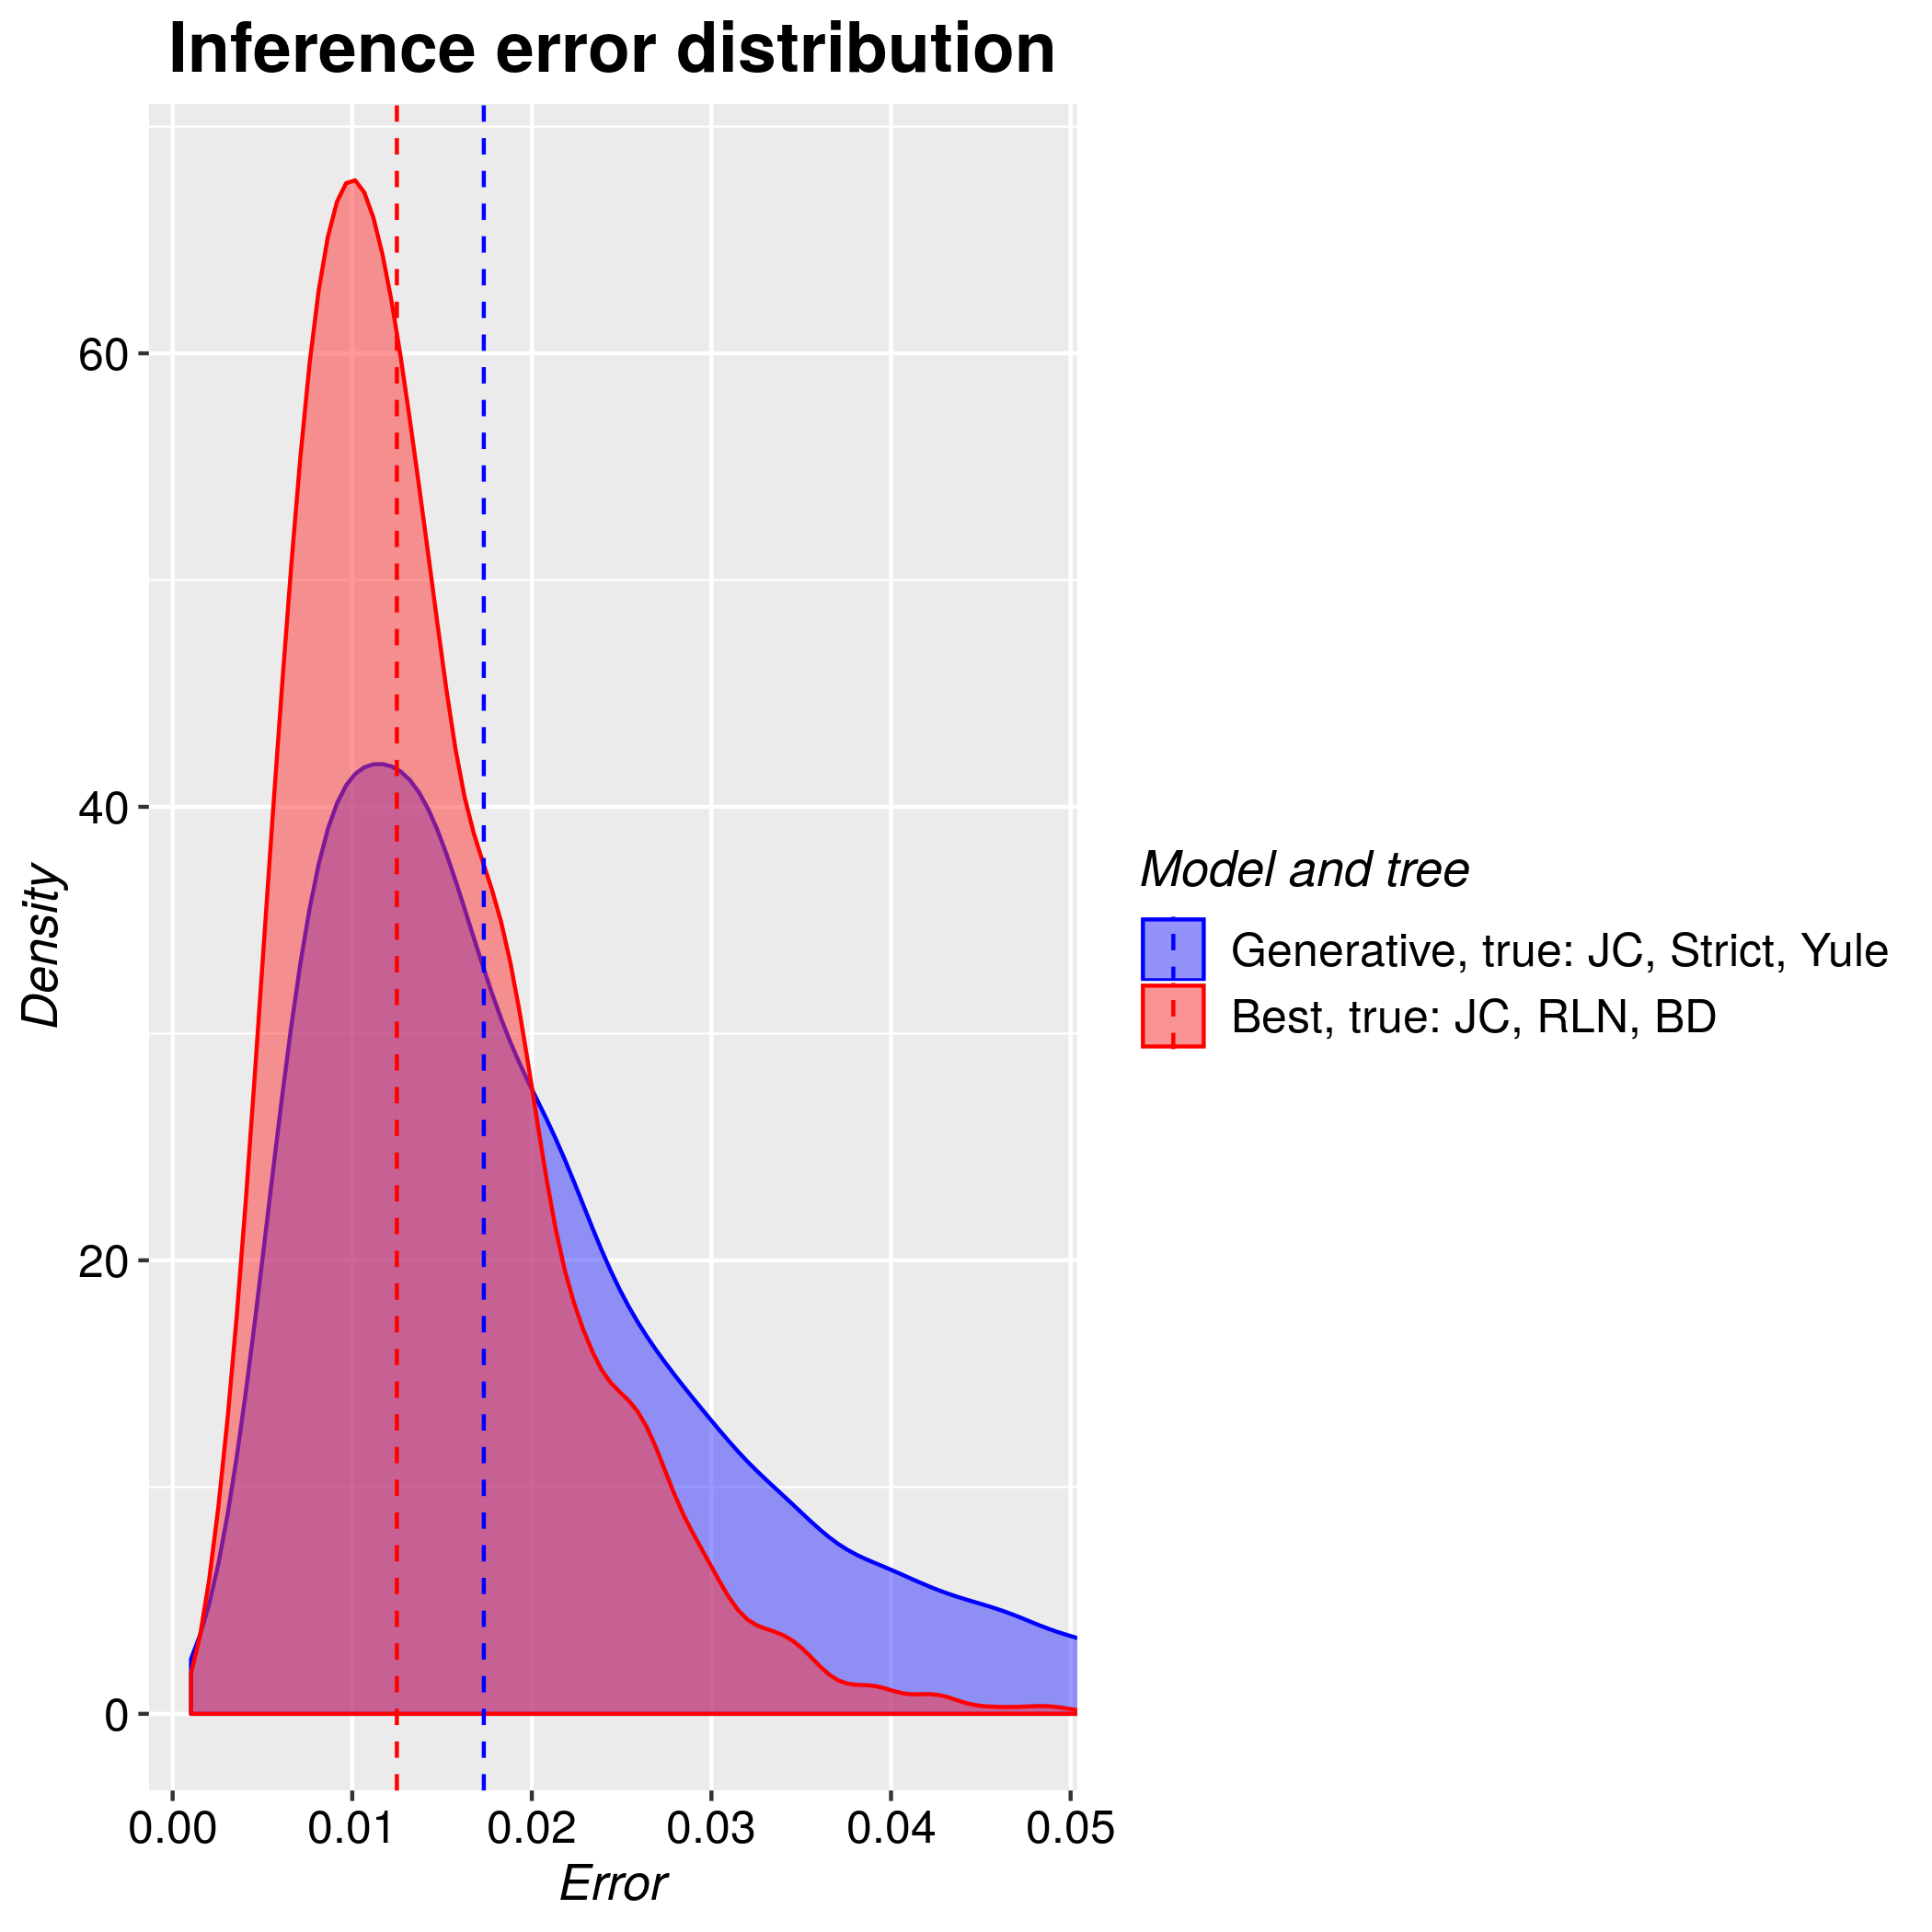 Inference error distribution
Density
60
40
20
0
0.00 0.01 0.02 0.03 0.04 0.05
Error
Model and tree
Generative, true: JC, Strict, Yule
Best, true: JC, RLN, BD